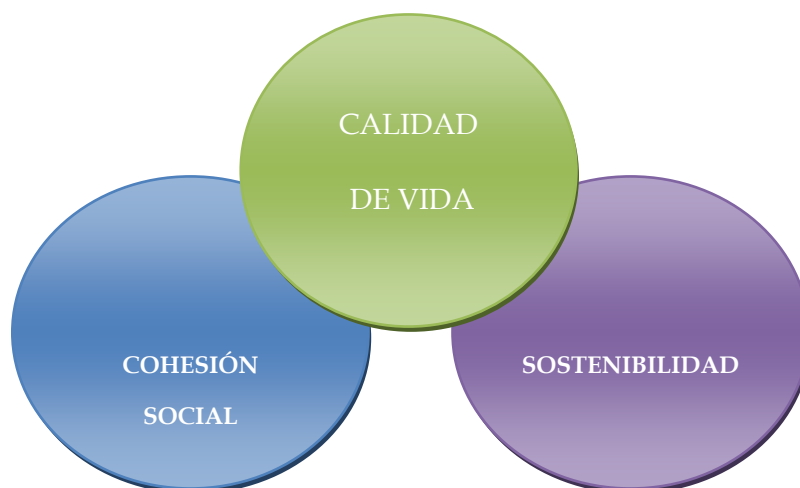 CALIDAD
DE VIDA
COHESIÓN
SOCIAL
SOSTENIBILIDAD